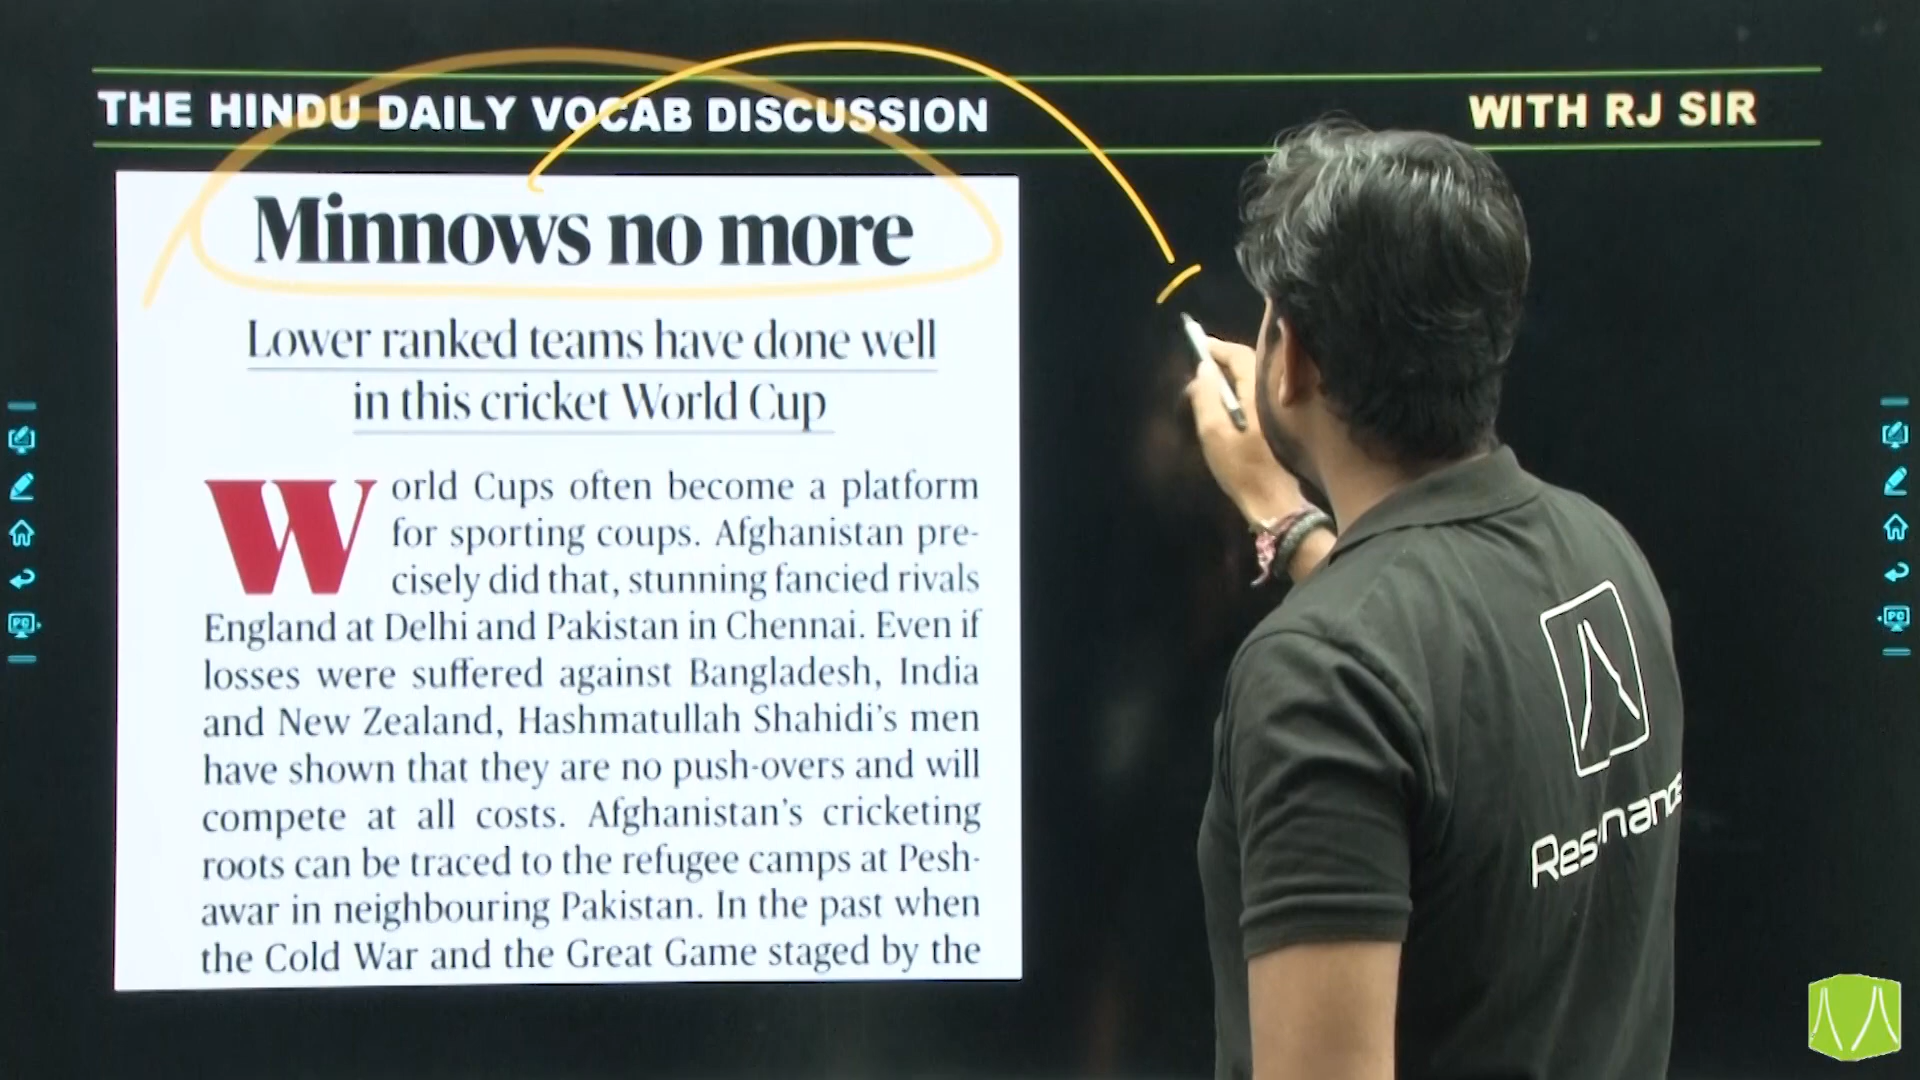 THE HINDU DAILY VOCAB DISCUSSION
WITH RJ SIR
Minnows no more
Lower ranked teams have done well
in this cricket World Cup
World Cups often become a platform
for sporting coups. Afghanistan pre-
cisely did that, stunning fancied rivals
England at Delhi and Pakistan in Chennai. Even if
losses were suffered against Bangladesh, India
and New Zealand, Hashmatullah Shahidi's men
have shown that they are no push-overs and will
compete at all costs. Afghanistan's cricketing
roots can be traced to the refugee camps at Pesh-
awar in neighbouring Pakistan. In the past when
the Cold War and the Great Game staged by the
Resonance
PC
PC